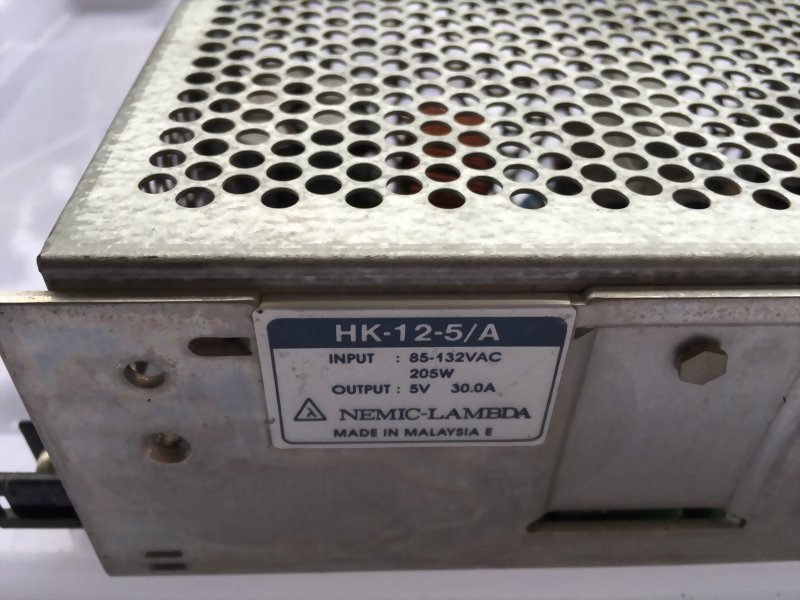 HK-12-5/A
INPUT : 85-132VAC
205W
OUTPUT : 5V 30.0A
λ NEMIC-LAMBDA
MADE IN MALAYSIA E